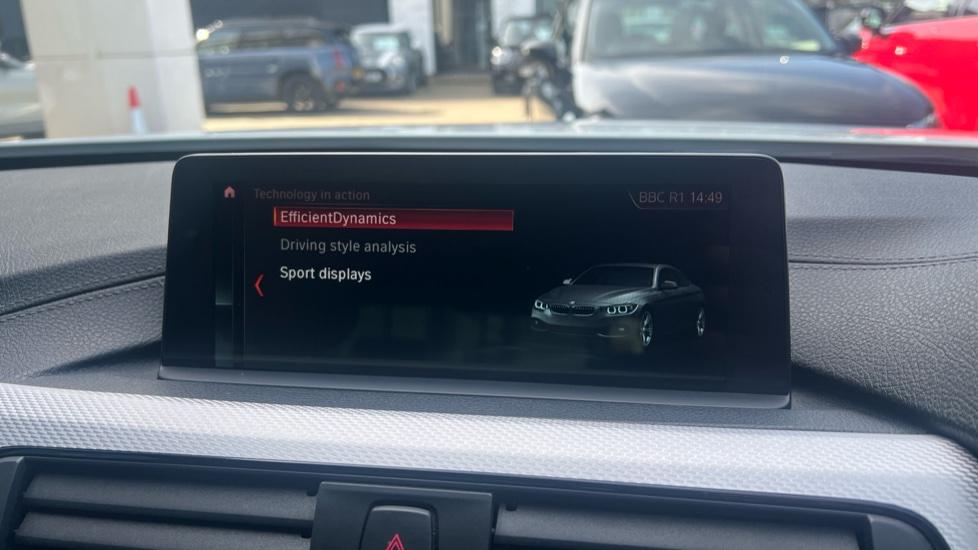 Technology in action
BBC R1 14:49
EfficientDynamics
Driving style analysis
Sport displays